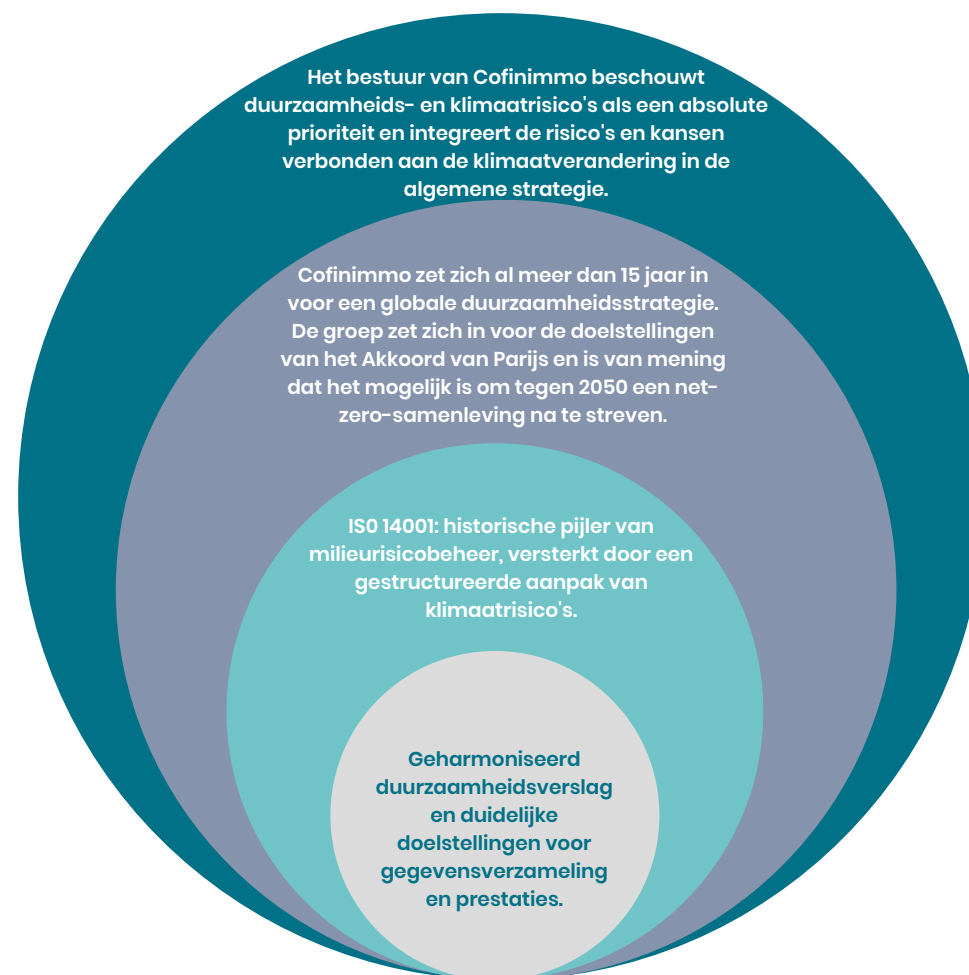 Het bestuur van Cofinimmo beschouwt
duurzaamheids- en klimaatrisico's als een absolute
prioriteit en integreert de risico's en kansen
verbonden aan de klimaatverandering in de
algemene strategie.
Cofinimmo zet zich al meer dan 15 jaar in
voor een globale duurzaamheidsstrategie.
De groep zet zich in voor de doelstellingen
van het Akkoord van Parijs en is van mening
dat het mogelijk is om tegen 2050 een net-
zero-samenleving na te streven.
IS0 14001: historische pijler van
milieurisicobeheer, versterkt door een
gestructureerde aanpak van
klimaatrisico's.
Geharmoniseerd
duurzaamheidsverslag
en duidelijke
doelstellingen voor
gegevensverzameling
en prestaties.